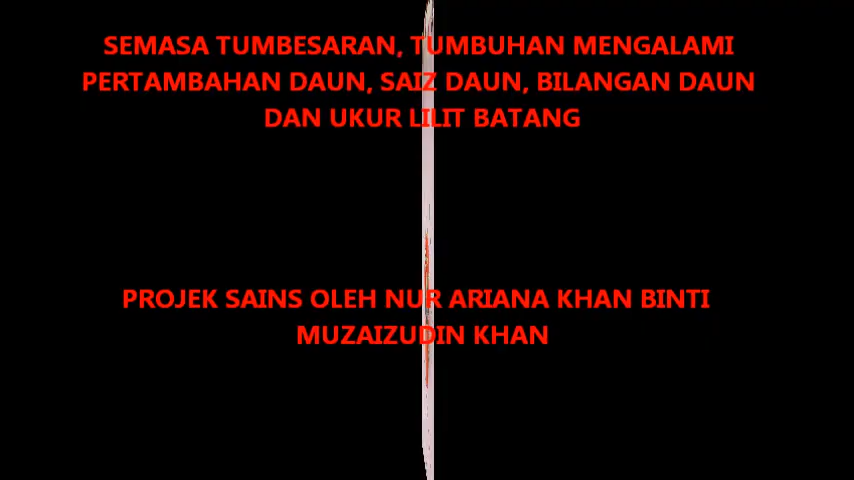 SEMASA TUMBESARAN, TUMBUHAN MENGALAMI
PERTAMBAHAN DAUN, SAIZ DAUN, BILANGAN DAUN
DAN UKUR LILIT BATANG
PROJEK SAINS OLEH NUR ARIANA KHAN BINTI
MUZAIZUDIN KHAN